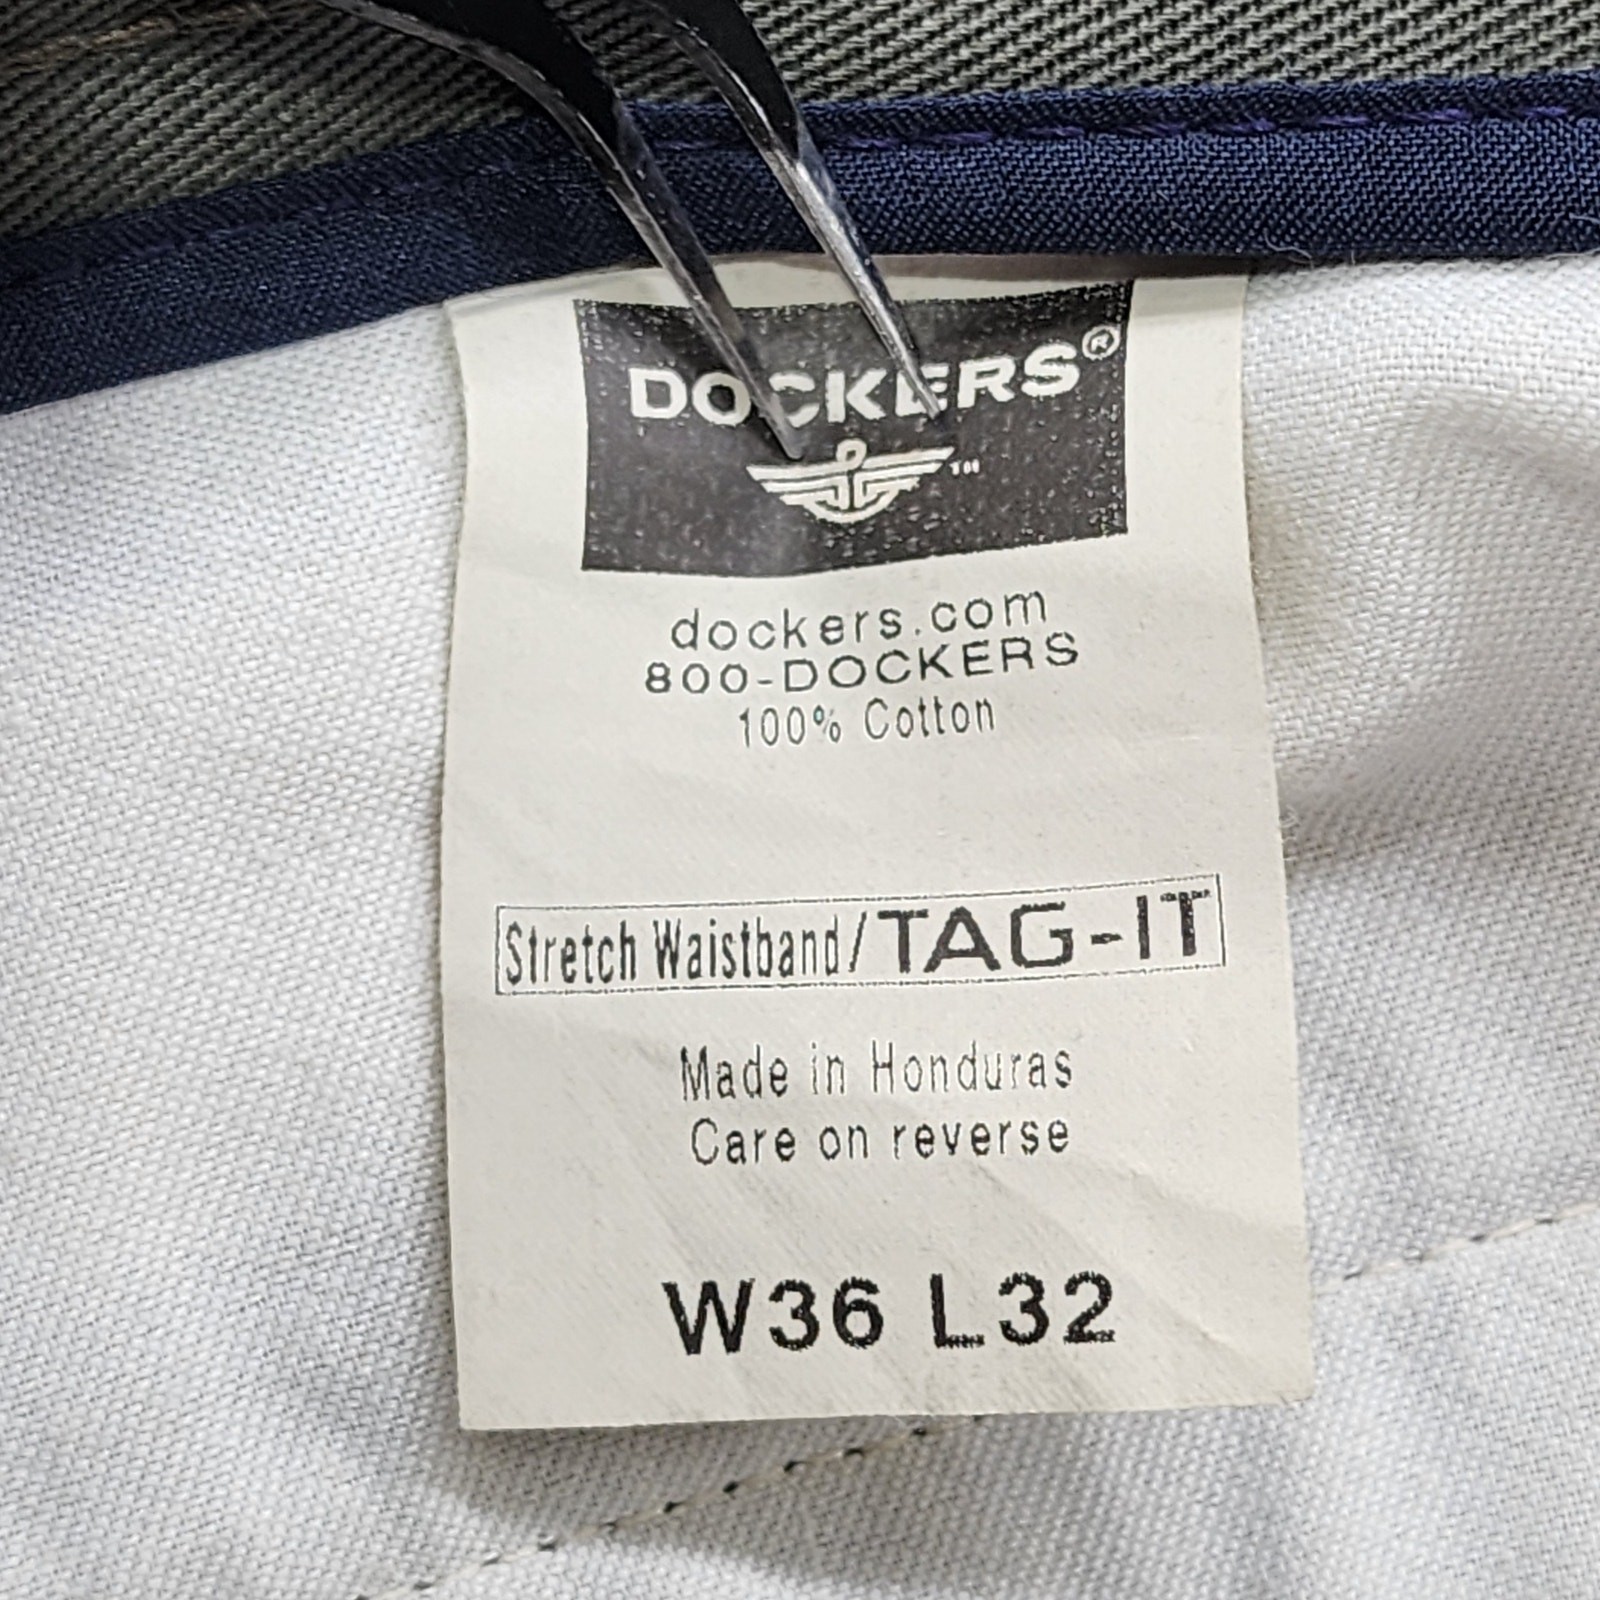 DOCKERS®
™
dockers.com
800-DOCKERS
100% Cotton
Stretch Waistband/TAG-IT
Made in Honduras
Care on reverse
W36 L32